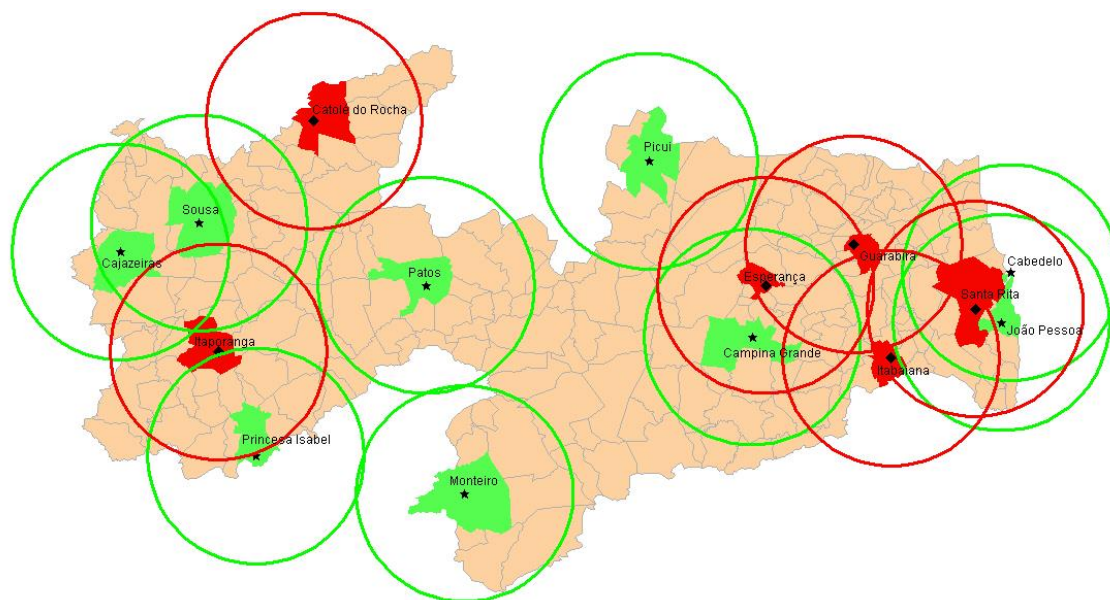 Catolé do Rocha
Picuí
Sousa
Cajazeiras
Guarabira
Cabedelo
Patos
Esperança
Santa Rita
João Pessoa
Itaporanga
Campina Grande
Itabaiana
Princesa Isabel
Monteiro